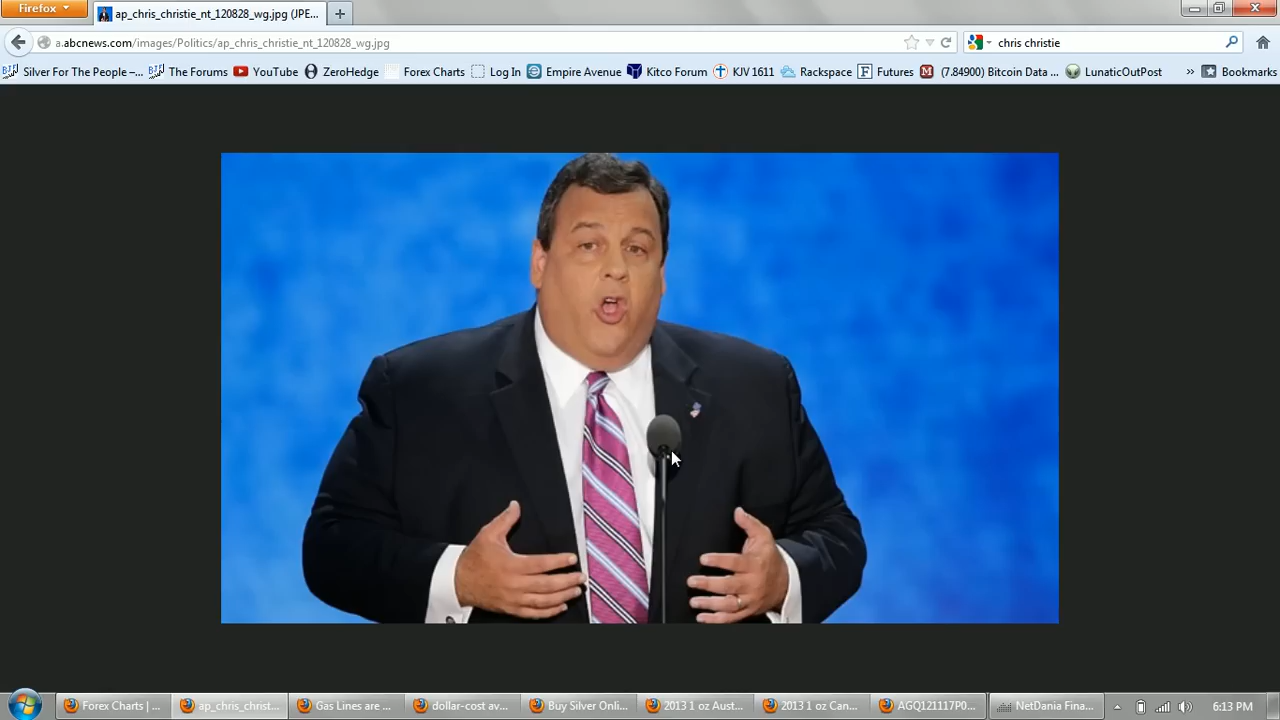 Firefox
ap_chris_christie_nt_120828_wg.jpg (JPE...
a.abcnews.com/images/Politics/ap_chris_christie_nt_120828_wg.jpg
chris christie
Silver For The People –...
The Forums
YouTube
ZeroHedge
Forex Charts
Log In
Empire Avenue
Kitco Forum
KJV 1611
Rackspace
Futures
(7.84900) Bitcoin Data ...
LunaticOutPost
»
Bookmarks
Forex Charts | ...
ap_chris_christ...
Gas Lines are ...
dollar-cost av...
Buy Silver Onli...
2013 1 oz Aust...
2013 1 oz Can...
AGQ121117P0...
NetDania Fina...
6:13 PM